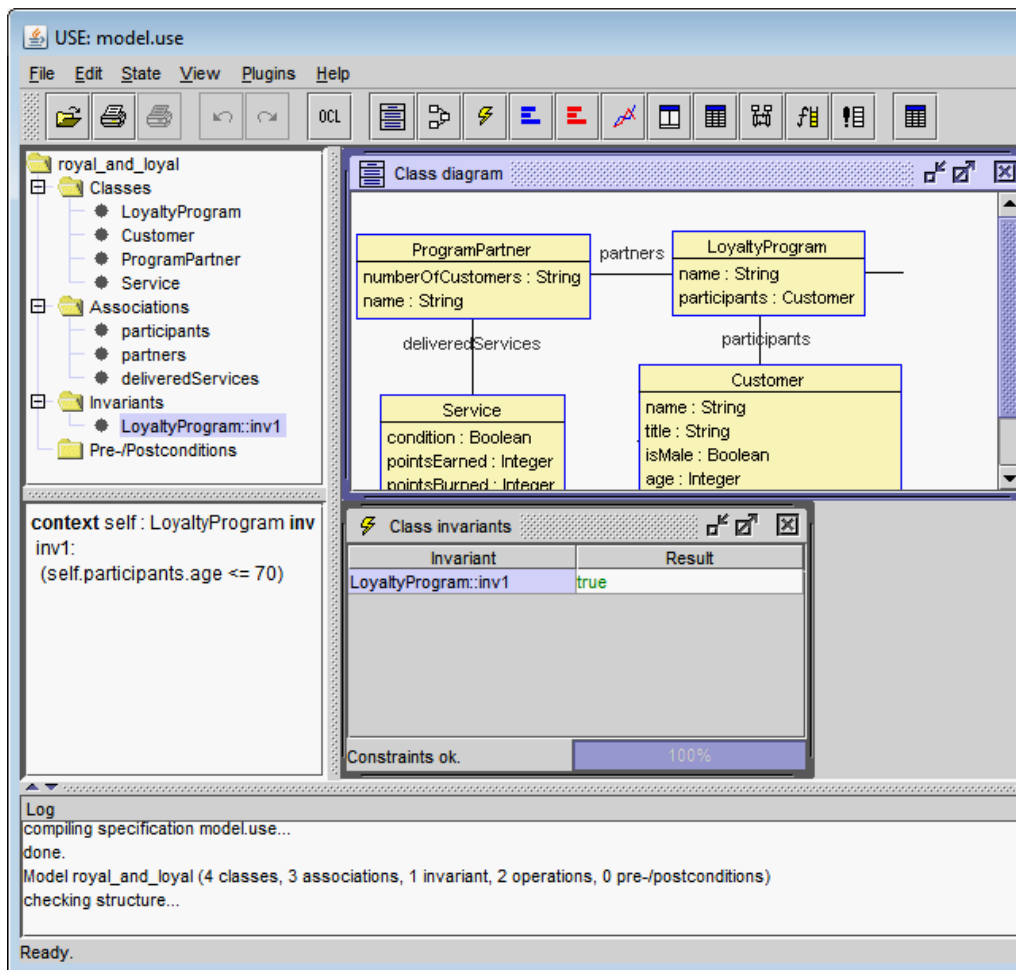 USE: model.use
File Edit State View Plugins Help
OCL
royal_and_loyal
Classes
LoyaltyProgram
Customer
ProgramPartner
Service
Associations
participants
partners
deliveredServices
Invariants
LoyaltyProgram::inv1
Pre-/Postconditions
context self : LoyaltyProgram inv
inv1:
(self.participants.age <= 70)
Class diagram
ProgramPartner
numberOfCustomers : String
name : String
partners
LoyaltyProgram
name : String
participants : Customer
deliveredServices
participants
Service
condition : Boolean
pointsEarned : Integer
pointsBurned : Integer
Customer
name : String
title : String
isMale : Boolean
age : Integer
Class invariants
Invariant Result
LoyaltyProgram::inv1 true
Constraints ok. 100%
Log
compiling specification model.use...
done.
Model royal_and_loyal (4 classes, 3 associations, 1 invariant, 2 operations, 0 pre-/postconditions)
checking structure...
Ready.